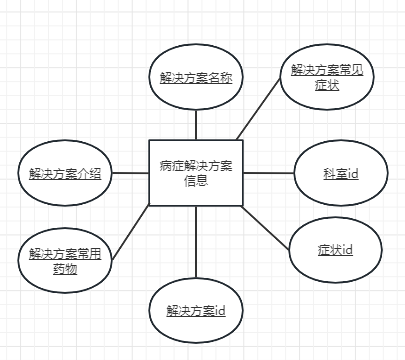 解决方案名称
解决方案常见
症状
病症解决方案
信息
解决方案介绍
科室id
解决方案常用
药物
症状id
解决方案id